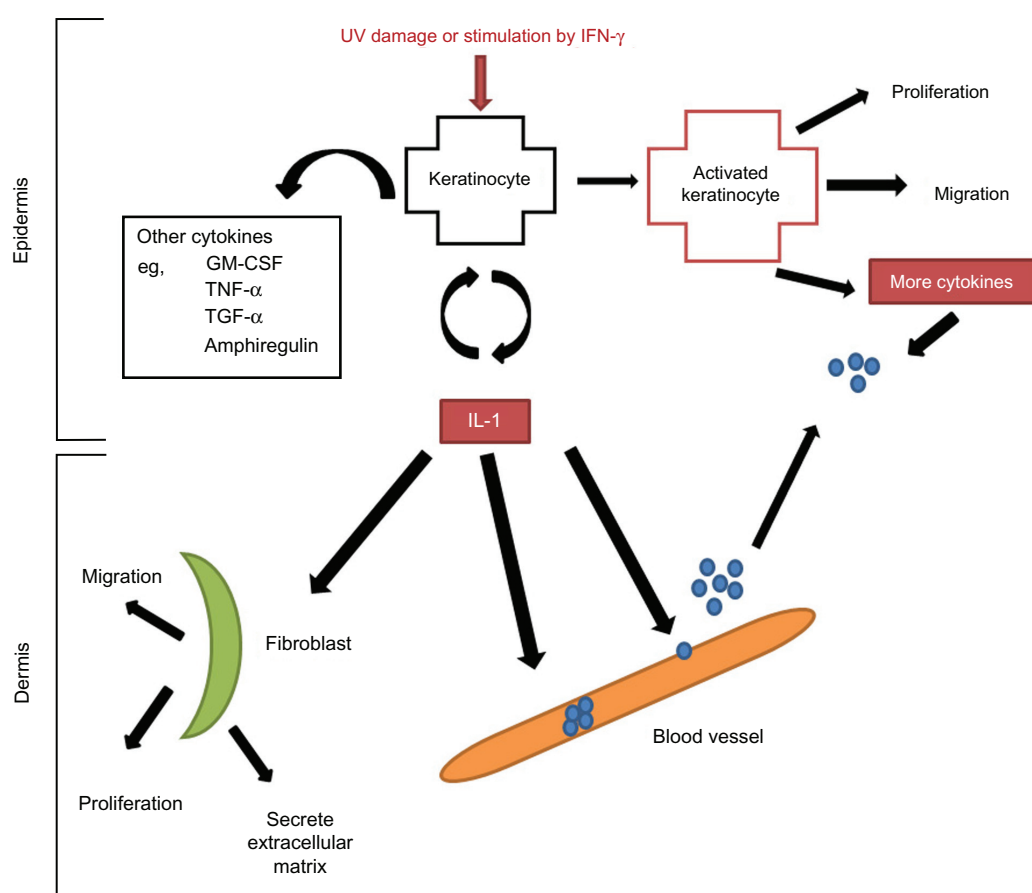 UV damage or stimulation by IFN-γ
Epidermis
Keratinocyte
Activated
keratinocyte
Proliferation
Migration
More cytokines
Other cytokines
eg, GM-CSF
TNF-α
TGF-α
Amphiregulin
IL-1
Dermis
Migration
Fibroblast
Proliferation
Secrete
extracellular
matrix
Blood vessel